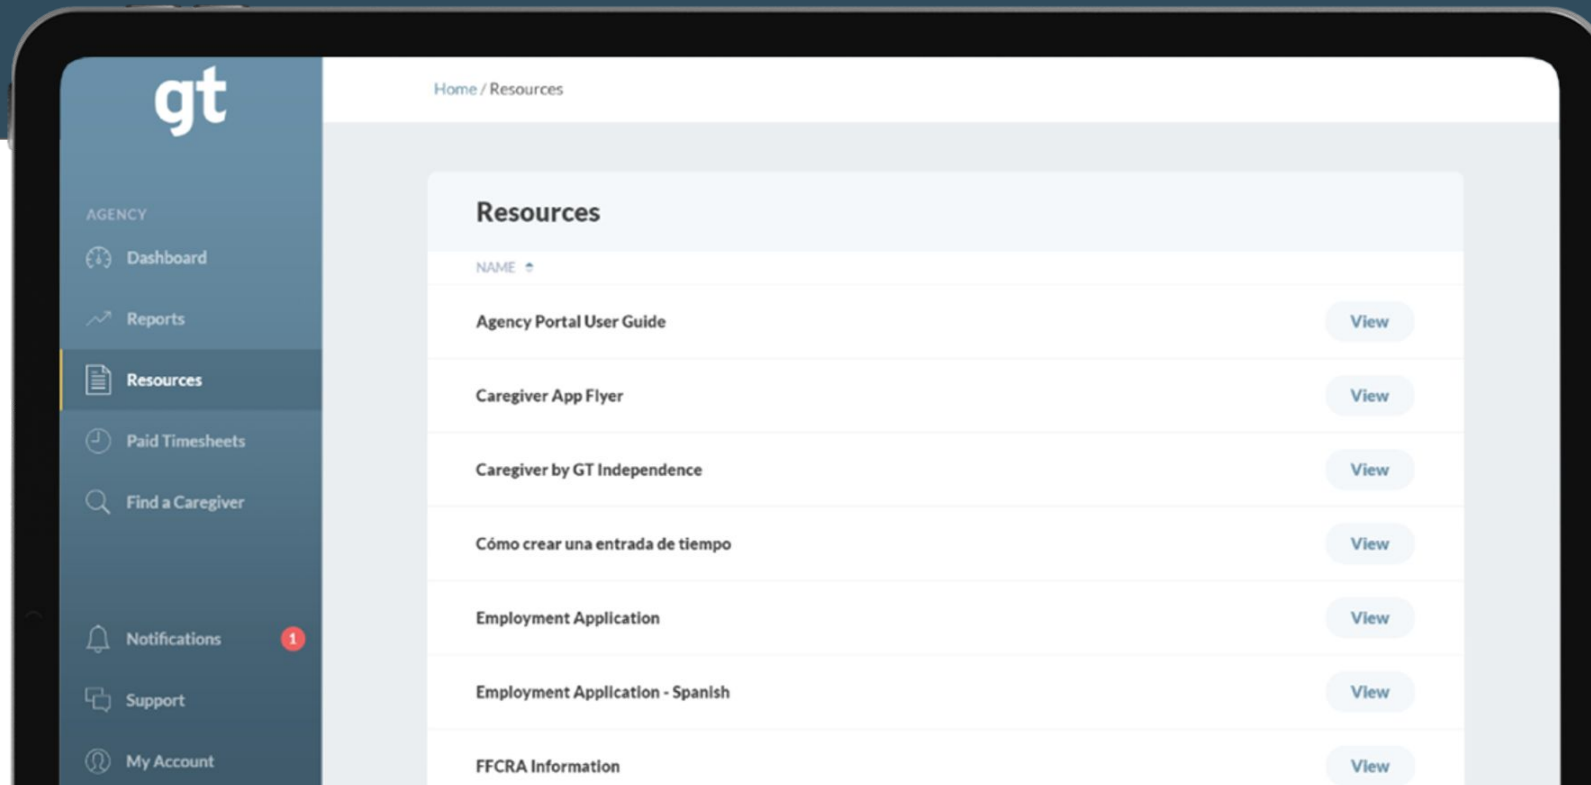 gt
AGENCY
Dashboard
Reports
Resources
Paid Timesheets
Find a Caregiver
Notifications 1
Support
My Account
Home / Resources
Resources
NAME
Agency Portal User Guide View
Caregiver App Flyer View
Caregiver by GT Independence View
Cómo crear una entrada de tiempo View
Employment Application View
Employment Application - Spanish View
FFCRA Information View